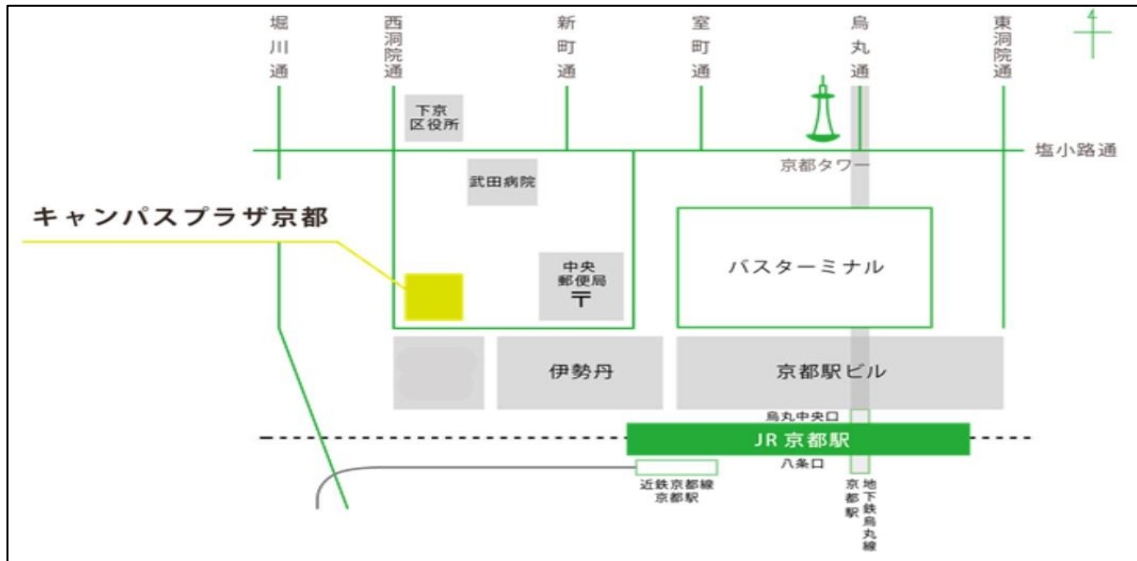 堀川通
西洞院通
新町通
室町通
烏丸通
東洞院通
下京
区役所
塩小路通
京都タワー
武田病院
キャンパスプラザ京都
中央
郵便局
〒
バスターミナル
伊勢丹
京都駅ビル
烏丸中央口
JR 京都駅
八条口
近鉄京都線
京都駅
地下鉄烏丸線
京都駅